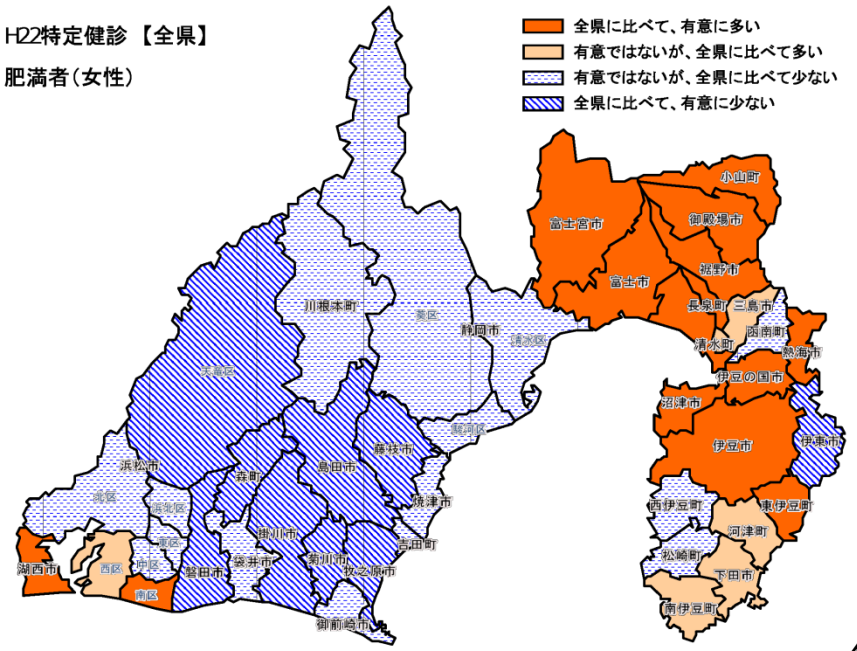 H22特定健診 【全県】
肥満者(女性)
全県に比べて、有意に多い
有意ではないが、全県に比べて多い
有意ではないが、全県に比べて少ない
全県に比べて、有意に少ない
小山町
御殿場市
富士宮市
裾野市
富士市
長泉町
三島市
函南町
清水町
熱海市
伊豆の国市
沼津市
伊豆市
伊東市
東伊豆町
西伊豆町
河津町
松崎町
下田市
南伊豆町
川根本町
葵区
静岡市
清水区
駿河区
天竜区
浜松市
北区
浜北区
東区
中区
西区
南区
湖西市
森町
島田市
藤枝市
焼津市
吉田町
掛川市
菊川市
牧之原市
袋井市
磐田市
御前崎市